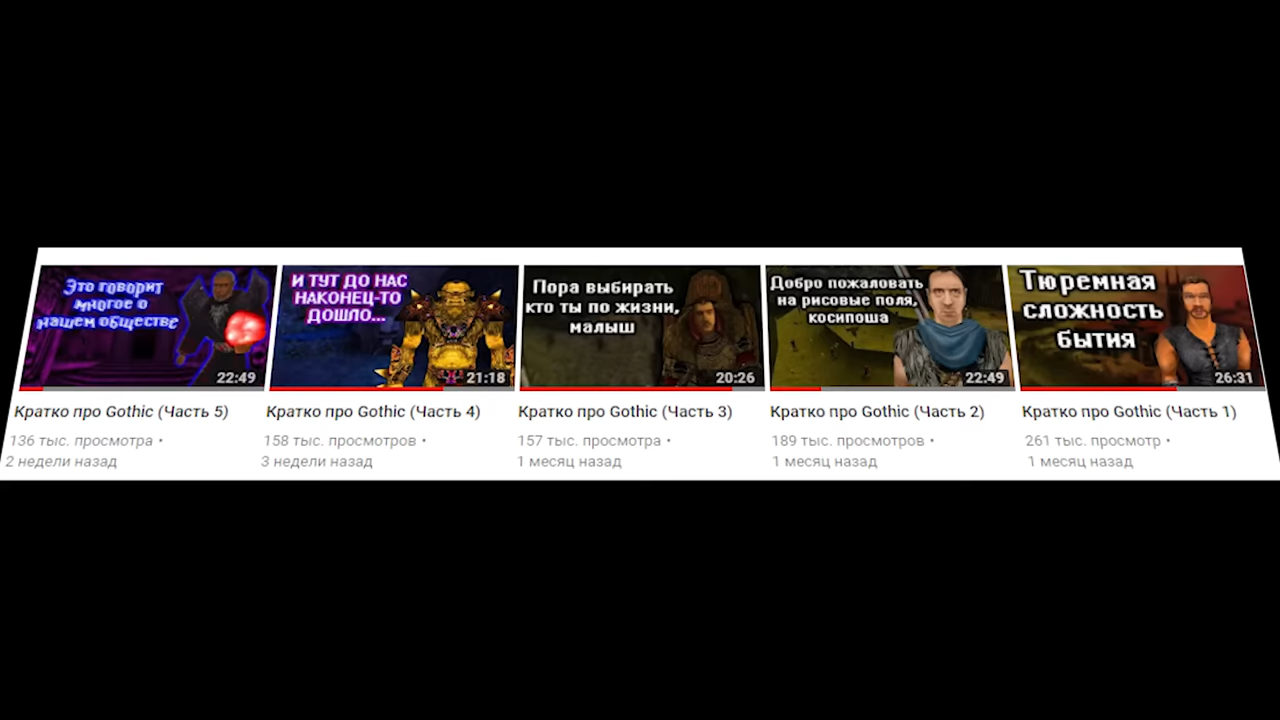 Это говорит
многое о
нашем обществе
22:49
Кратко про Gothic (Часть 5)
136 тыс. просмотра •
2 недели назад
И ТУТ ДО НАС
НАКОНЕЦ-ТО
ДОШЛО...
21:18
Кратко про Gothic (Часть 4)
158 тыс. просмотров •
3 недели назад
Пора выбирать
кто ты по жизни,
малыш
20:26
Кратко про Gothic (Часть 3)
157 тыс. просмотра •
1 месяц назад
Добро пожаловать
на рисовые поля,
косипоша
22:49
Кратко про Gothic (Часть 2)
189 тыс. просмотров •
1 месяц назад
Тюремная
сложность
бытия
26:31
Кратко про Gothic (Часть 1)
261 тыс. просмотр •
1 месяц назад